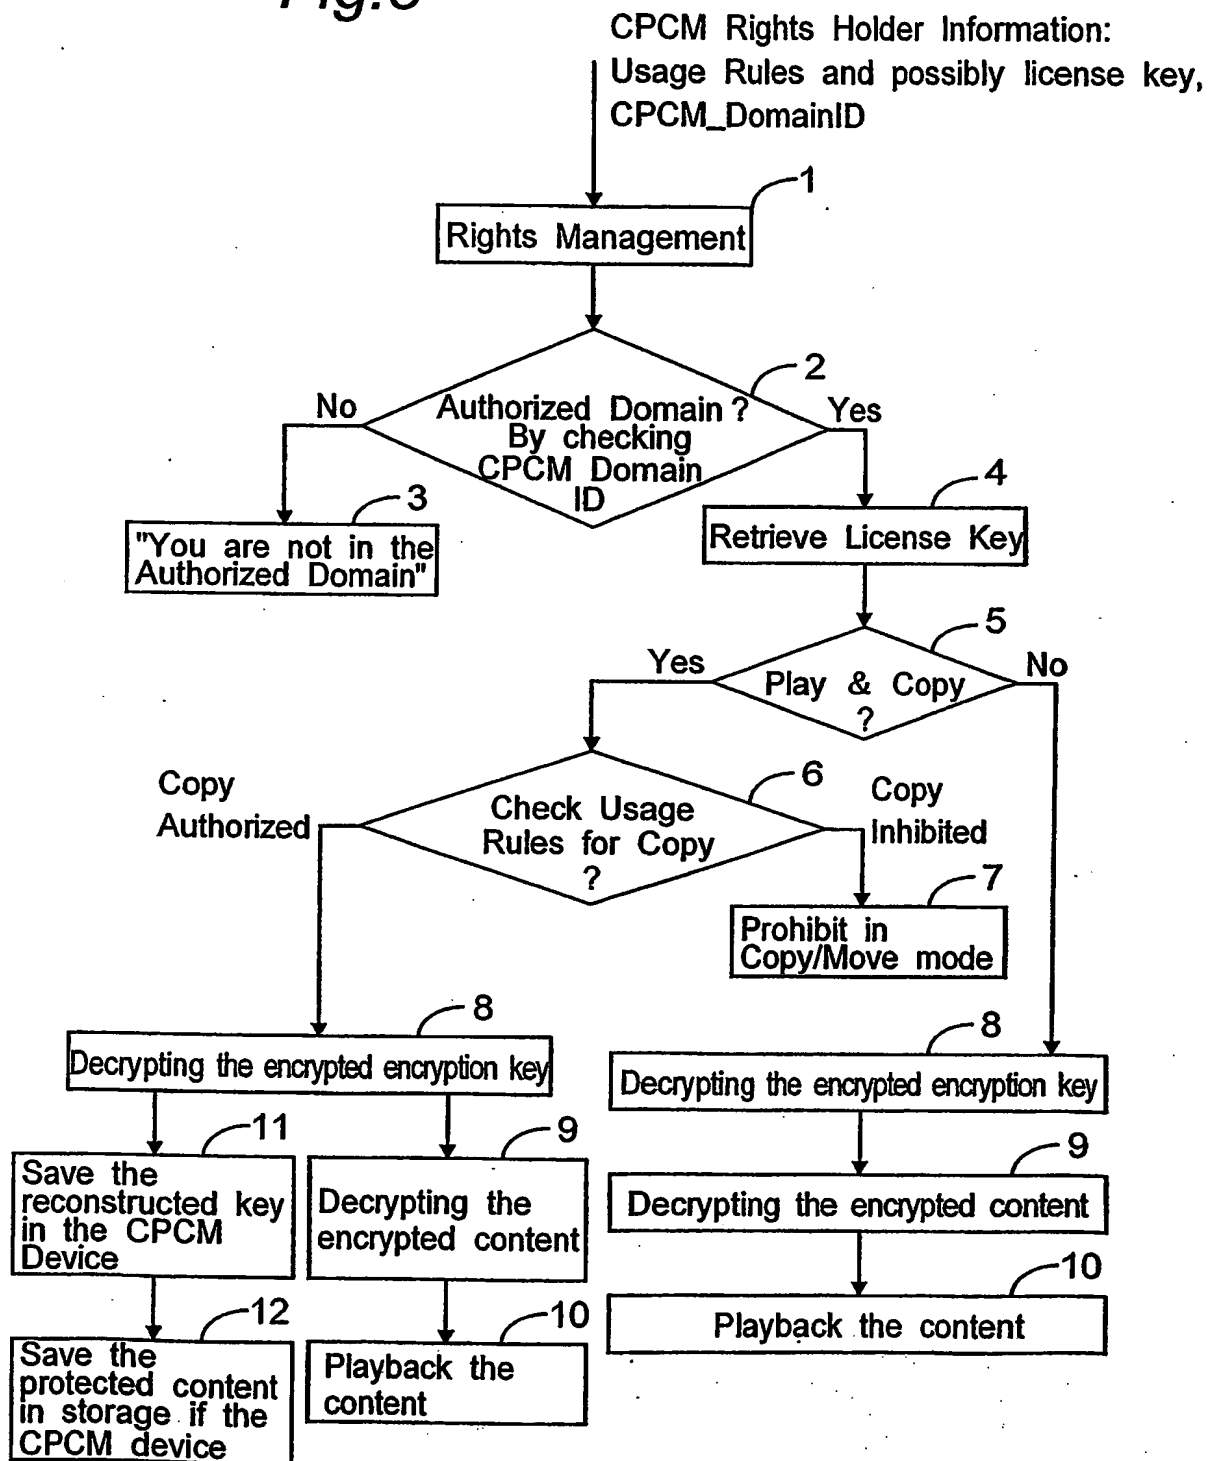 CPCM Rights Holder Information:
Usage Rules and possibly license key,
CPCM_DomainID
1
Rights Management
2
No
Authorized Domain ?
Yes
By checking
CPCM Domain
ID
3
4
"You are not in the
Authorized Domain"
Retrieve License Key
5
Yes
Play & Copy
?
No
6
Copy
Authorized
Check Usage
Rules for Copy
?
Copy
Inhibited
7
Prohibit in
Copy/Move mode
8
Decrypting the encrypted encryption key
8
Decrypting the encrypted encryption key
11
Save the
reconstructed key
in the CPCM
Device
9
Decrypting the
encrypted content
9
Decrypting the encrypted content
12
Save the
protected content
in storage if the
CPCM device
10
Playback the
content
10
Playback the content